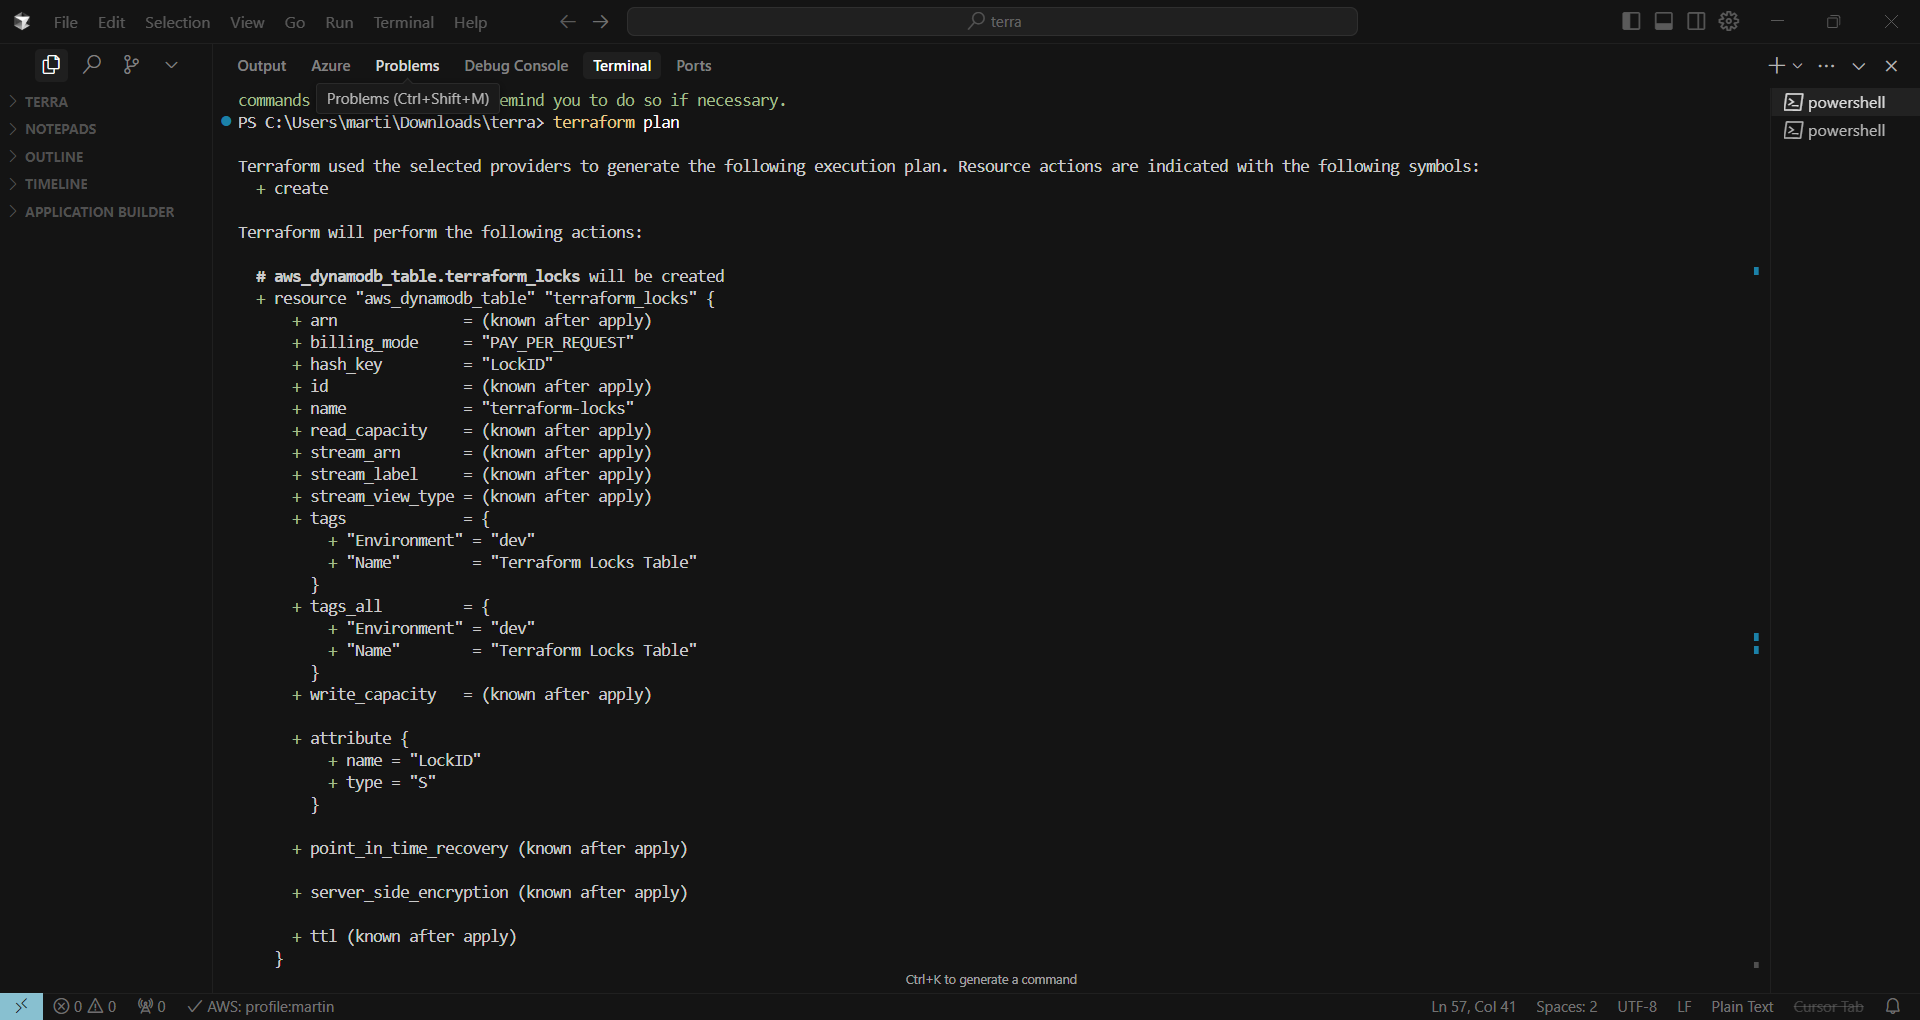 File Edit Selection View Go Run Terminal Help
terra
Output Azure Problems Debug Console Terminal Ports
TERRA
NOTEPADS
OUTLINE
TIMELINE
APPLICATION BUILDER
Problems (Ctrl+Shift+M)
commands emind you to do so if necessary.
PS C:\Users\marti\Downloads\terra> terraform plan
Terraform used the selected providers to generate the following execution plan. Resource actions are indicated with the following symbols:
+ create
Terraform will perform the following actions:
# aws_dynamodb_table.terraform_locks will be created
+ resource "aws_dynamodb_table" "terraform_locks" {
+ arn = (known after apply)
+ billing_mode = "PAY_PER_REQUEST"
+ hash_key = "LockID"
+ id = (known after apply)
+ name = "terraform-locks"
+ read_capacity = (known after apply)
+ stream_arn = (known after apply)
+ stream_label = (known after apply)
+ stream_view_type = (known after apply)
+ tags = {
+ "Environment" = "dev"
+ "Name" = "Terraform Locks Table"
}
+ tags_all = {
+ "Environment" = "dev"
+ "Name" = "Terraform Locks Table"
}
+ write_capacity = (known after apply)
+ attribute {
+ name = "LockID"
+ type = "S"
}
+ point_in_time_recovery (known after apply)
+ server_side_encryption (known after apply)
+ ttl (known after apply)
}
powershell
powershell
Ctrl+K to generate a command
0 0 0 AWS: profile:martin Ln 57, Col 41 Spaces: 2 UTF-8 LF Plain Text Cursor Tab